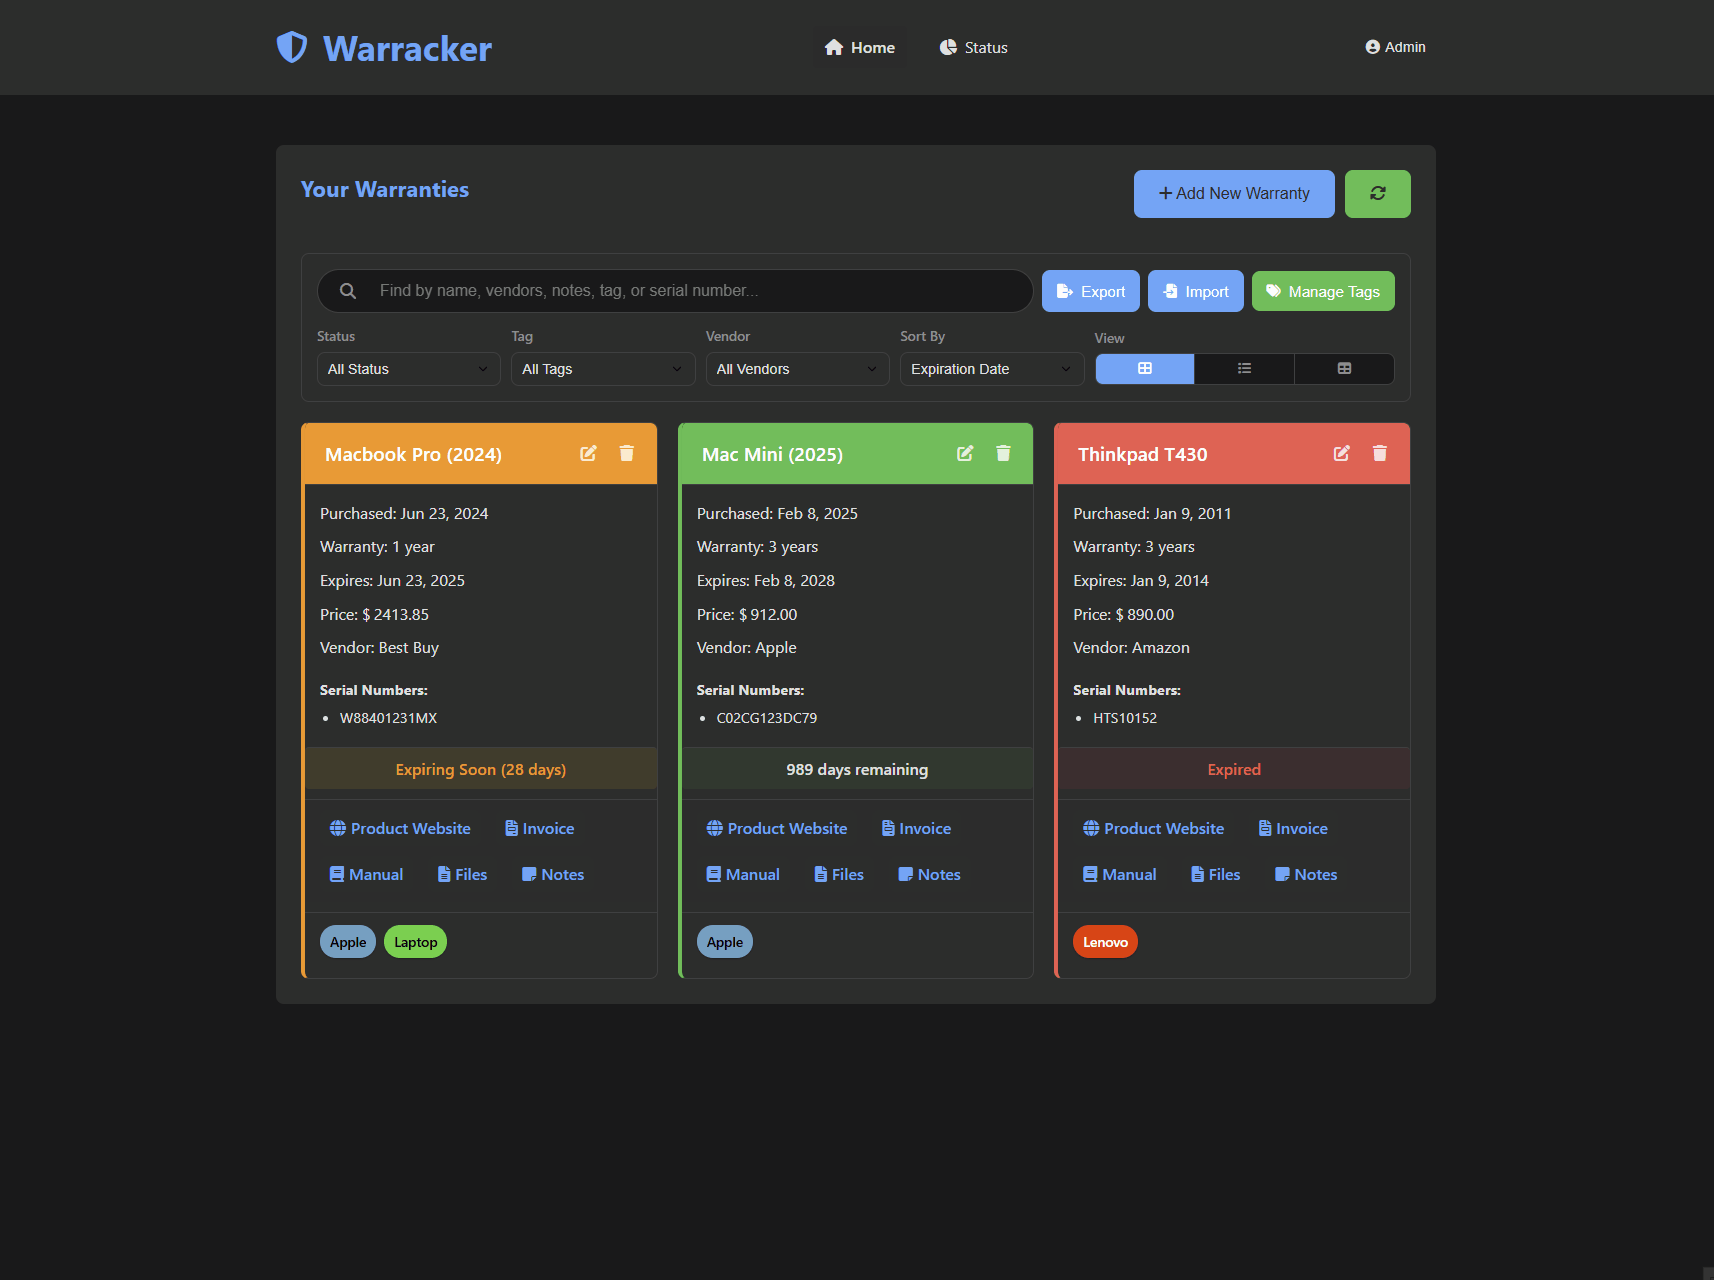 Warracker
Home
Status
Admin
Your Warranties
Add New Warranty
Find by name, vendors, notes, tag, or serial number...
Export
Import
Manage Tags
Status
Tag
Vendor
Sort By
View
All Status
All Tags
All Vendors
Expiration Date
Macbook Pro (2024)
Purchased: Jun 23, 2024
Warranty: 1 year
Expires: Jun 23, 2025
Price: $ 2413.85
Vendor: Best Buy
Serial Numbers:
• W88401231MX
Expiring Soon (28 days)
Product Website
Invoice
Manual
Files
Notes
Apple
Laptop
Mac Mini (2025)
Purchased: Feb 8, 2025
Warranty: 3 years
Expires: Feb 8, 2028
Price: $ 912.00
Vendor: Apple
Serial Numbers:
• C02CG123DC79
989 days remaining
Product Website
Invoice
Manual
Files
Notes
Apple
Thinkpad T430
Purchased: Jan 9, 2011
Warranty: 3 years
Expires: Jan 9, 2014
Price: $ 890.00
Vendor: Amazon
Serial Numbers:
• HTS10152
Expired
Product Website
Invoice
Manual
Files
Notes
Lenovo